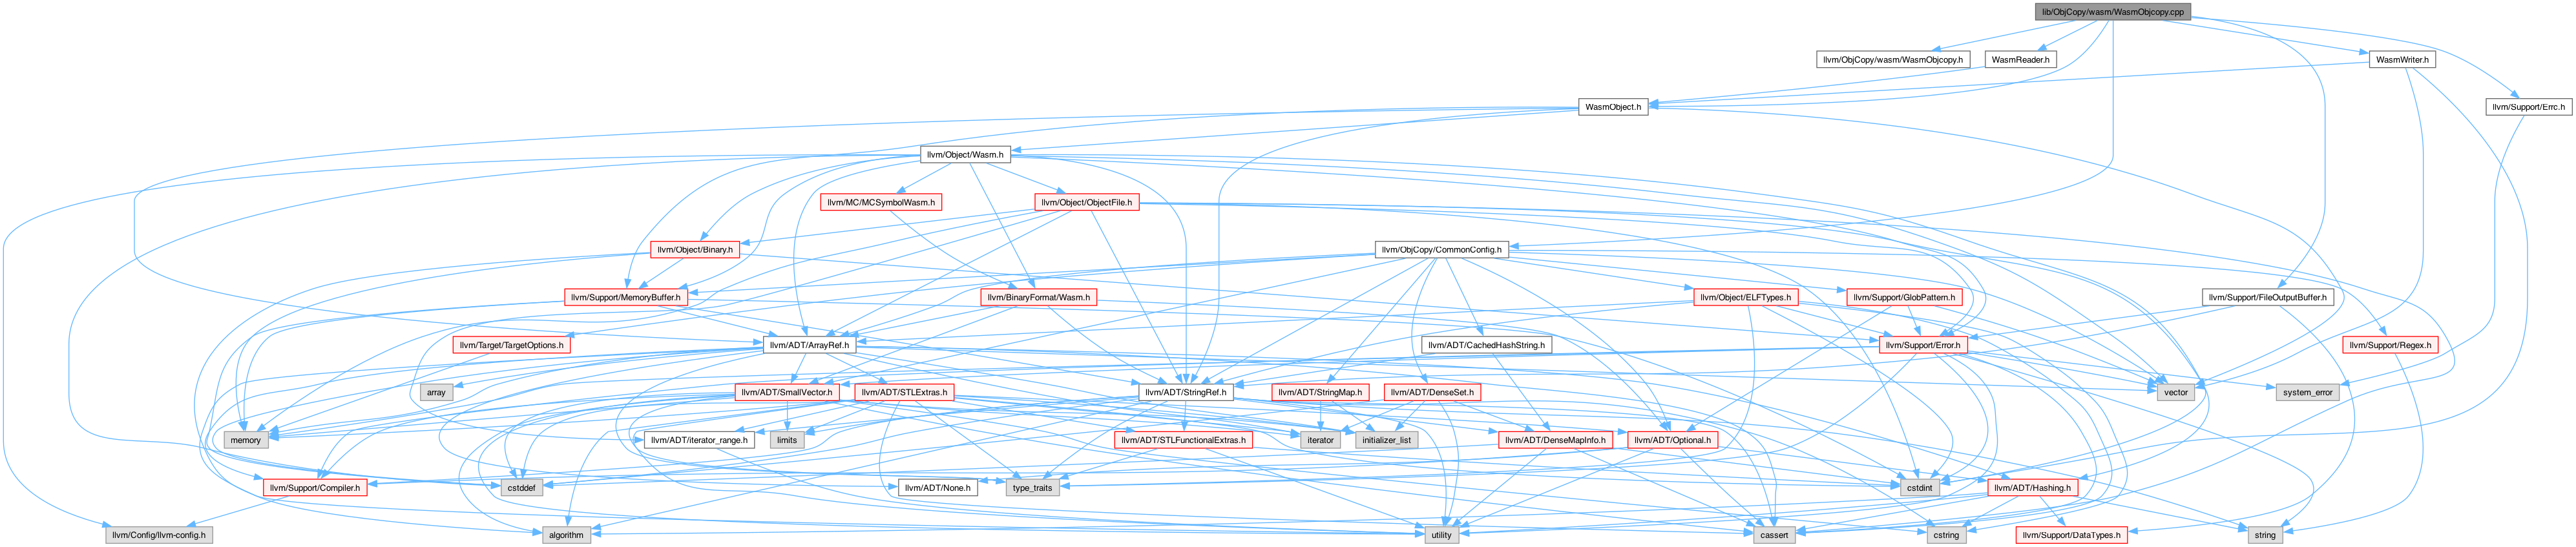 lib/ObjCopy/wasm/WasmObjcopy.cpp
llvm/ObjCopy/wasm/WasmObjcopy.h
WasmReader.h
WasmWriter.h
WasmObject.h
llvm/Support/Errc.h
llvm/Object/Wasm.h
llvm/MC/MCSymbolWasm.h
llvm/Object/ObjectFile.h
llvm/Object/Binary.h
llvm/ObjCopy/CommonConfig.h
llvm/Support/MemoryBuffer.h
llvm/BinaryFormat/Wasm.h
llvm/Object/ELFTypes.h
llvm/Support/GlobPattern.h
llvm/Support/FileOutputBuffer.h
llvm/Target/TargetOptions.h
llvm/ADT/ArrayRef.h
llvm/ADT/CachedHashString.h
llvm/Support/Error.h
llvm/Support/Regex.h
array
llvm/ADT/SmallVector.h
llvm/ADT/STLExtras.h
llvm/ADT/StringRef.h
llvm/ADT/StringMap.h
llvm/ADT/DenseSet.h
vector
system_error
memory
llvm/ADT/iterator_range.h
limits
llvm/ADT/STLFunctionalExtras.h
iterator
initializer_list
llvm/ADT/DenseMapInfo.h
llvm/ADT/Optional.h
llvm/Support/Compiler.h
cstddef
llvm/ADT/None.h
type_traits
cstdint
llvm/ADT/Hashing.h
llvm/Config/llvm-config.h
algorithm
utility
cassert
cstring
llvm/Support/DataTypes.h
string